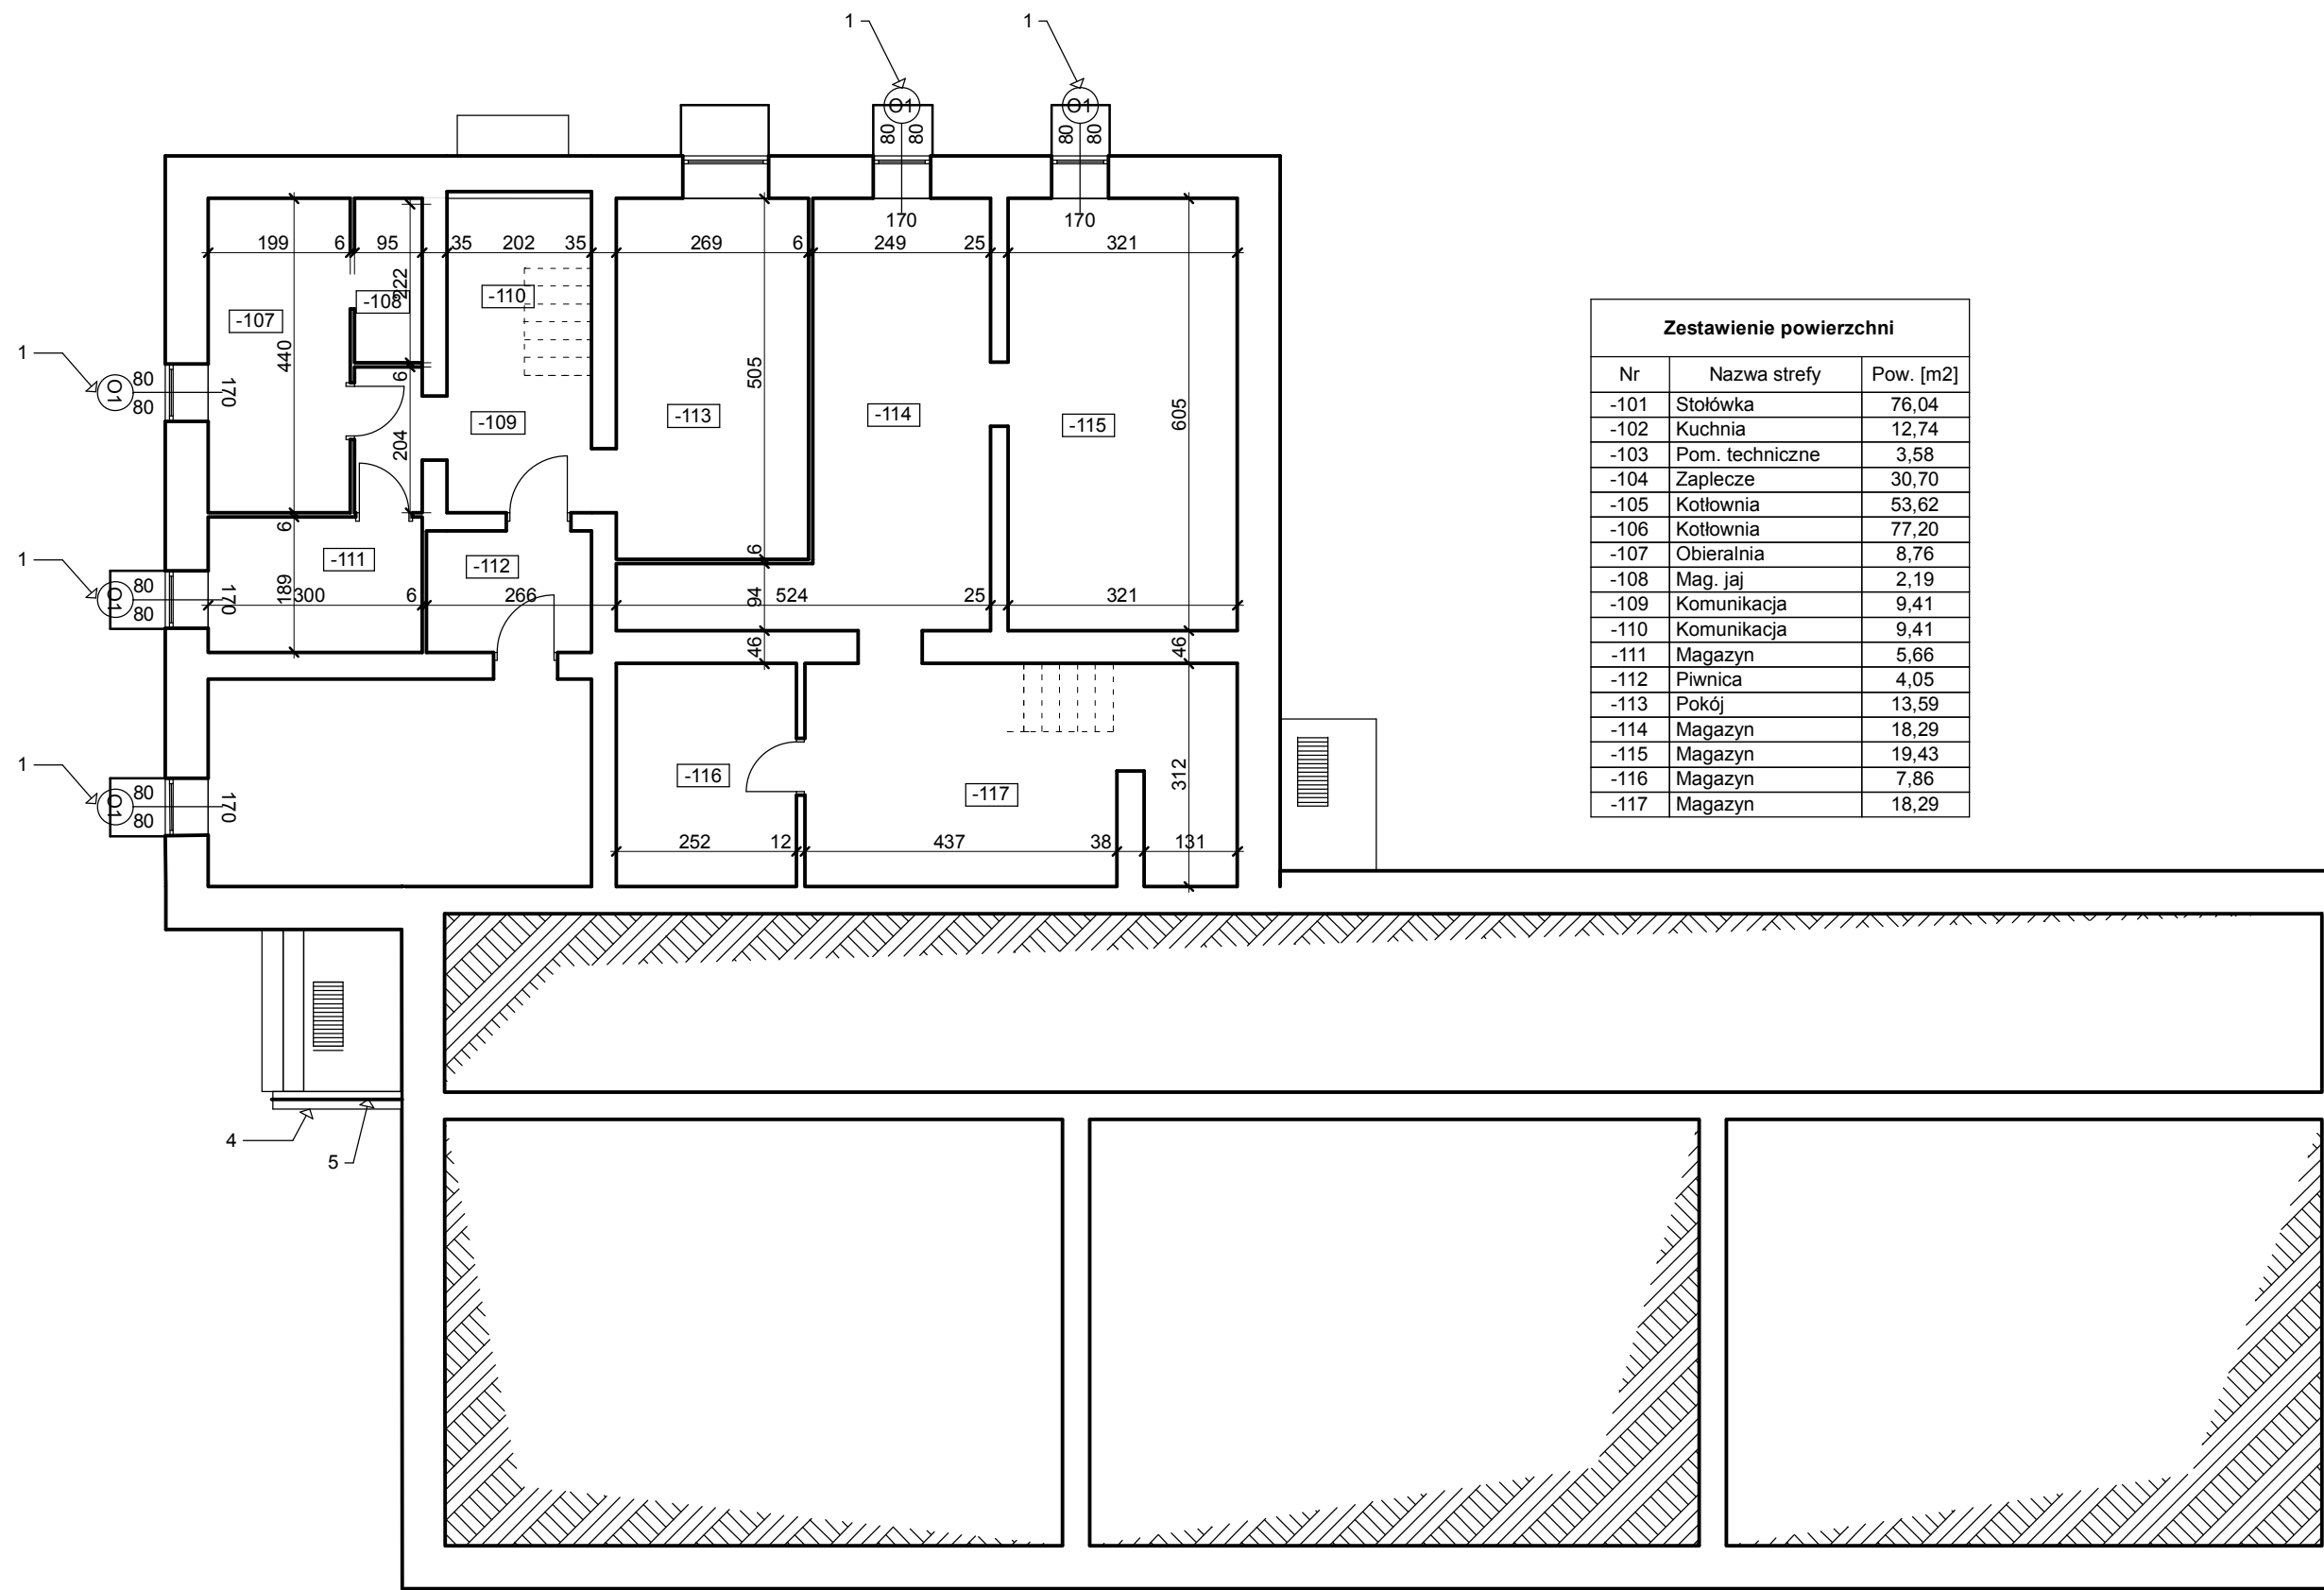 1
1
O1
O1
80
80
80
80
170
170
199
6
95
35
202
35
269
6
249
25
321
-107
-108
222
-110
440
6
204
-109
505
-113
-114
605
-115
1
O1
80
80
170
1
O1
80
80
170
6
189
-111
300
6
-112
266
6
94
524
25
321
46
46
1
O1
80
80
170
-116
-117
312
252
12
437
38
131
4
5
Zestawienie powierzchni
Nr Nazwa strefy Pow. [m2]
-101 Stołówka 76,04
-102 Kuchnia 12,74
-103 Pom. techniczne 3,58
-104 Zaplecze 30,70
-105 Kotłownia 53,62
-106 Kotłownia 77,20
-107 Obieralnia 8,76
-108 Mag. jaj 2,19
-109 Komunikacja 9,41
-110 Komunikacja 9,41
-111 Magazyn 5,66
-112 Piwnica 4,05
-113 Pokój 13,59
-114 Magazyn 18,29
-115 Magazyn 19,43
-116 Magazyn 7,86
-117 Magazyn 18,29